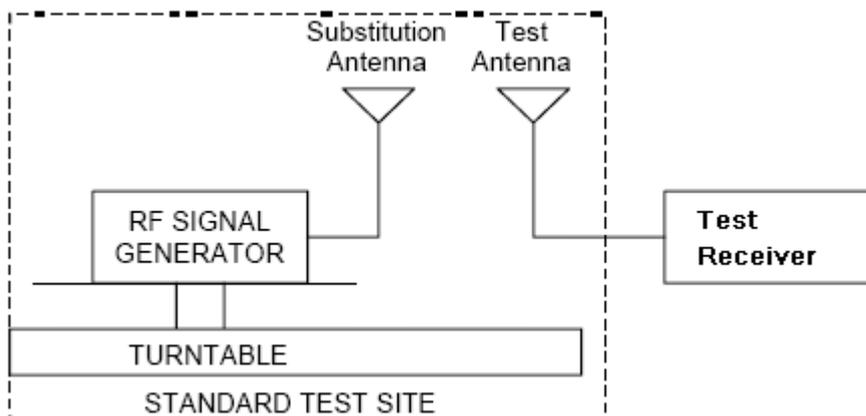 Substitution
Antenna
Test
Antenna
RF SIGNAL
GENERATOR
Test
Receiver
TURNTABLE
STANDARD TEST SITE